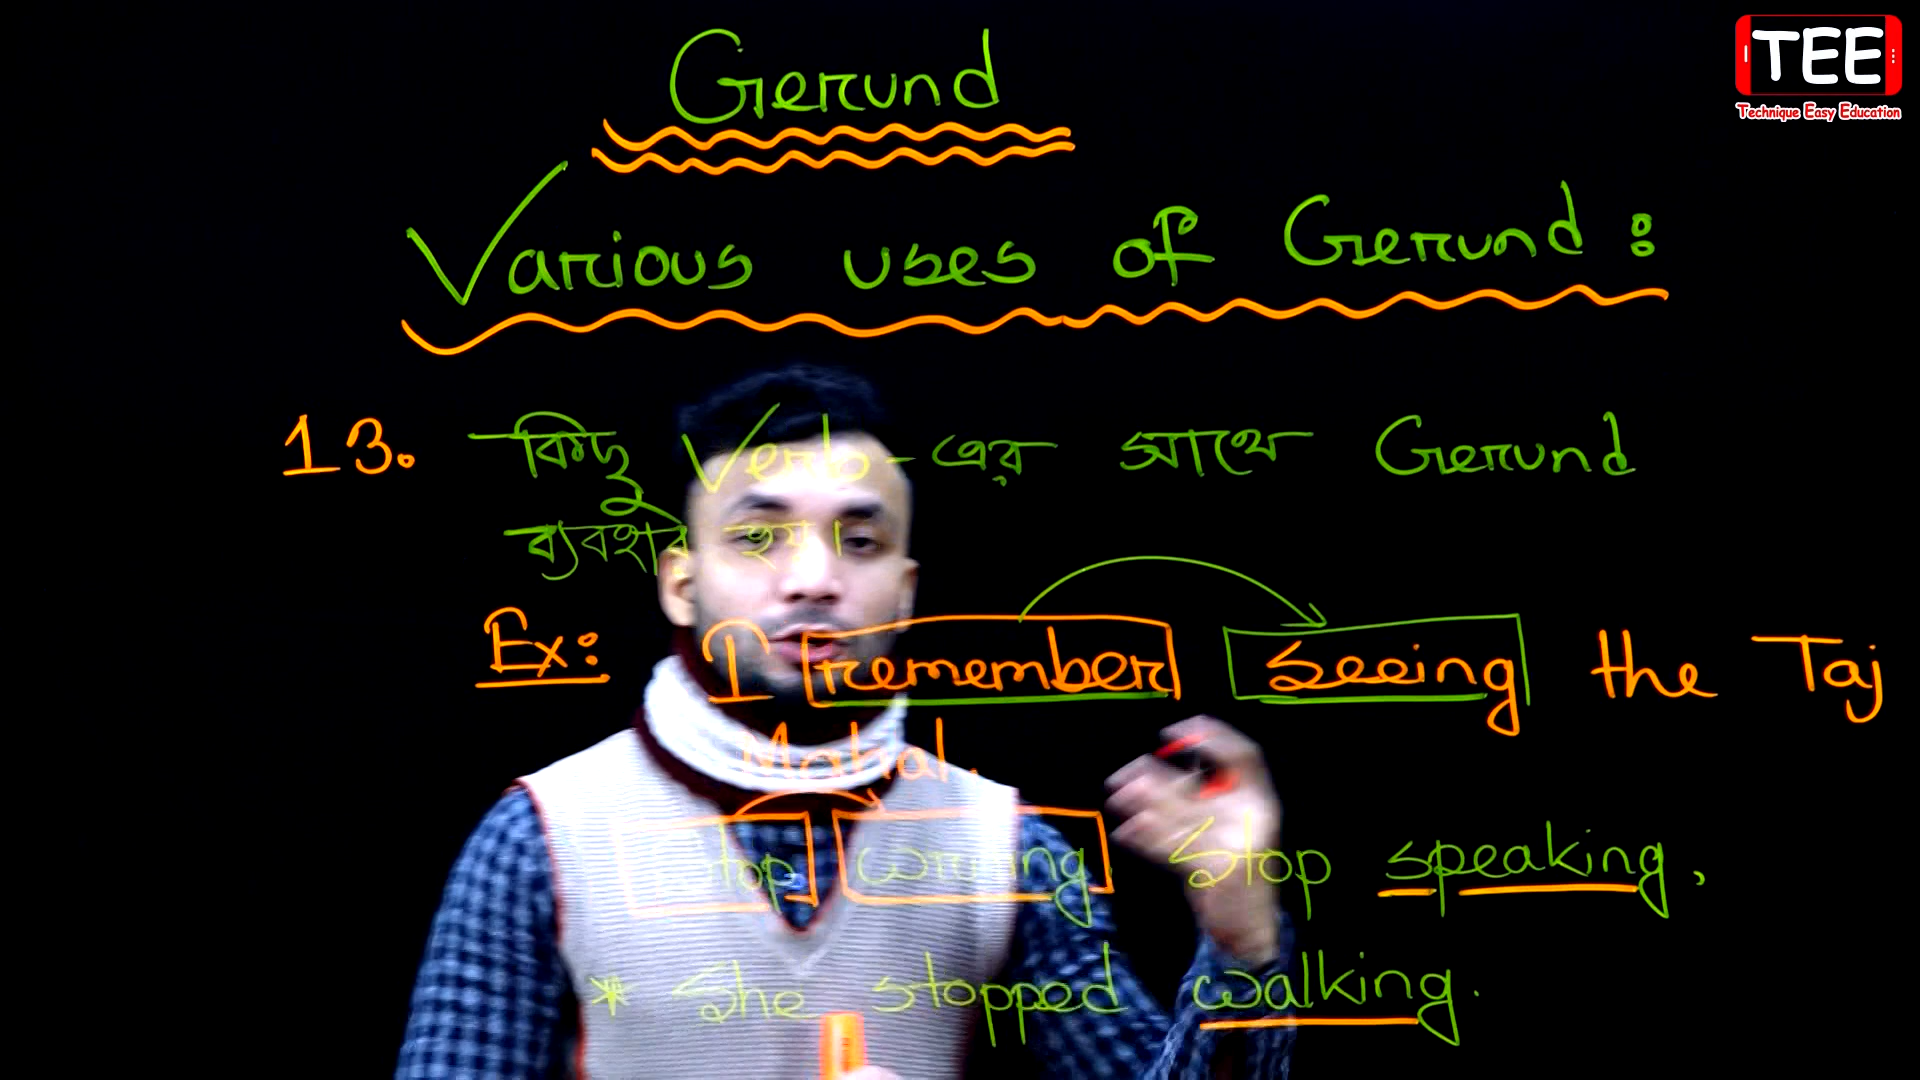 TEE
Technique Easy Education
Gerund
Various uses of Gerund :
13. কিছু Verb-এর সাথে Gerund
ব্যবহার হয়।
Ex: I remember seeing the Taj
Mahal.
Stop writing. Stop speaking.
* She stopped walking.